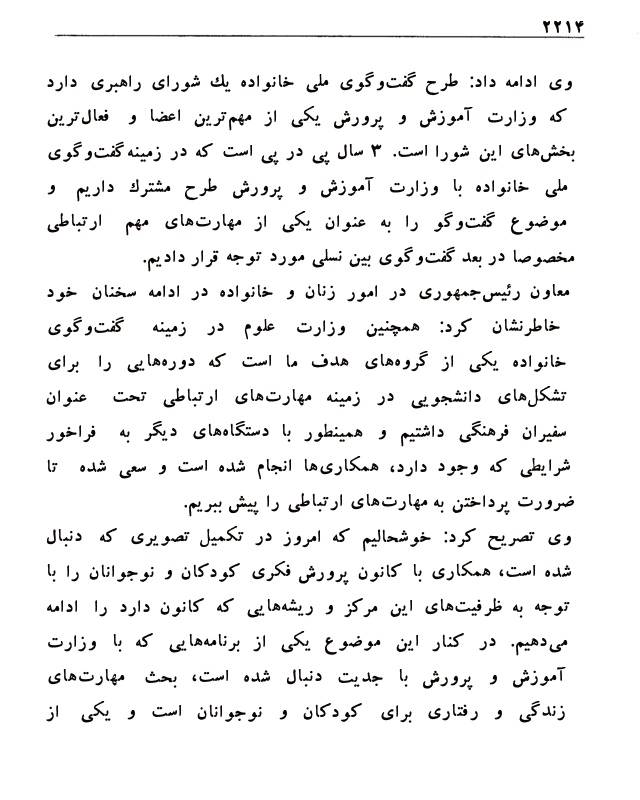 ۲۲۱۴
وی ادامه داد: طرح گفت‌وگوی ملی خانواده یك شورای راهبری دارد
که وزارت آموزش و پرورش یکی از مهم‌ترین اعضا و فعال‌ترین
بخش‌های این شورا است. ۳ سال پی در پی است که در زمینه گفت‌وگوی
ملی خانواده با وزارت آموزش و پرورش طرح مشترك داریم و
موضوع گفت‌وگو را به عنوان یکی از مهارت‌های مهم ارتباطی
مخصوصا در بعد گفت‌وگوی بین نسلی مورد توجه قرار دادیم.
معاون رئیس‌جمهوری در امور زنان و خانواده در ادامه سخنان خود
خاطرنشان کرد: همچنین وزارت علوم در زمینه گفت‌وگوی
خانواده یکی از گروه‌های هدف ما است که دوره‌هایی را برای
تشکل‌های دانشجویی در زمینه مهارت‌های ارتباطی تحت عنوان
سفیران فرهنگی داشتیم و همینطور با دستگاه‌های دیگر به فراخور
شرایطی که وجود دارد، همکاری‌ها انجام شده است و سعی شده تا
ضرورت پرداختن به مهارت‌های ارتباطی را پیش ببریم.
وی تصریح کرد: خوشحالیم که امروز در تکمیل تصویری که دنبال
شده است، همکاری با کانون پرورش فکری کودکان و نوجوانان را با
توجه به ظرفیت‌های این مرکز و ریشه‌هایی که کانون دارد را ادامه
می‌دهیم. در کنار این موضوع یکی از برنامه‌هایی که با وزارت
آموزش و پرورش با جدیت دنبال شده است، بحث مهارت‌های
زندگی و رفتاری برای کودکان و نوجوانان است و یکی از